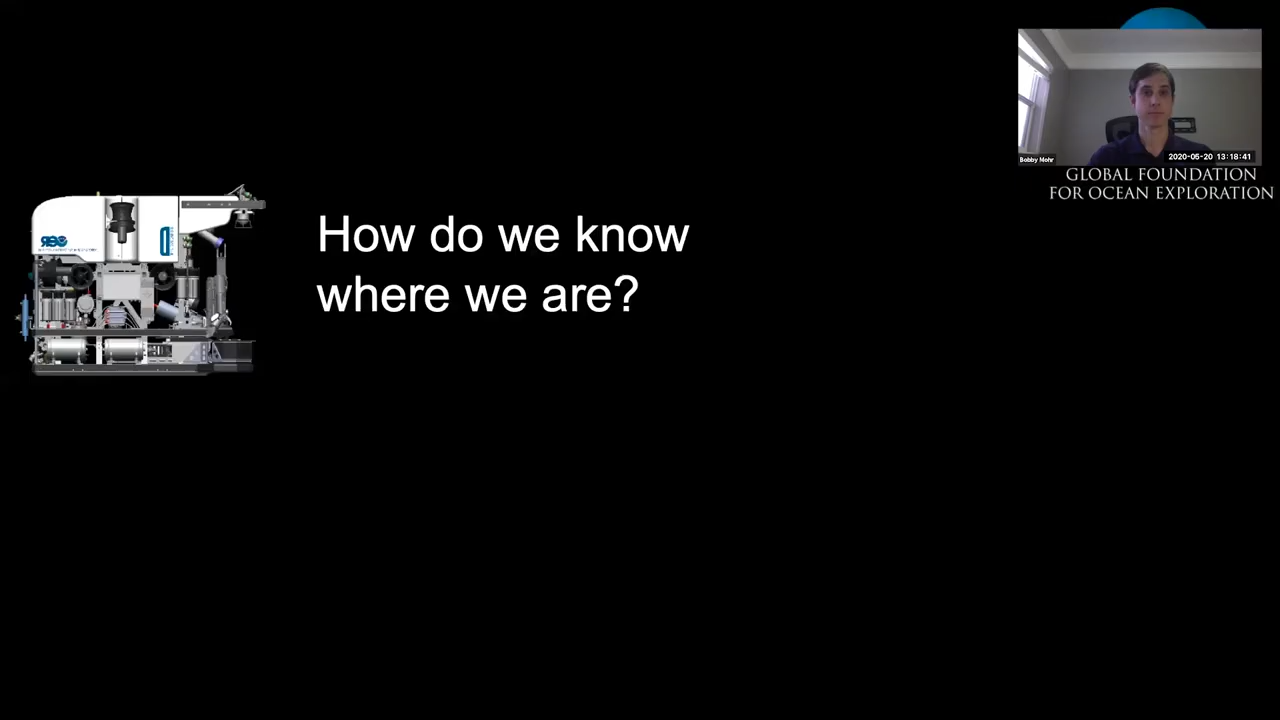 How do we know
where we are?
Bobby Mohr
2020-05-20 13:18:41
GLOBAL FOUNDATION
FOR OCEAN EXPLORATION